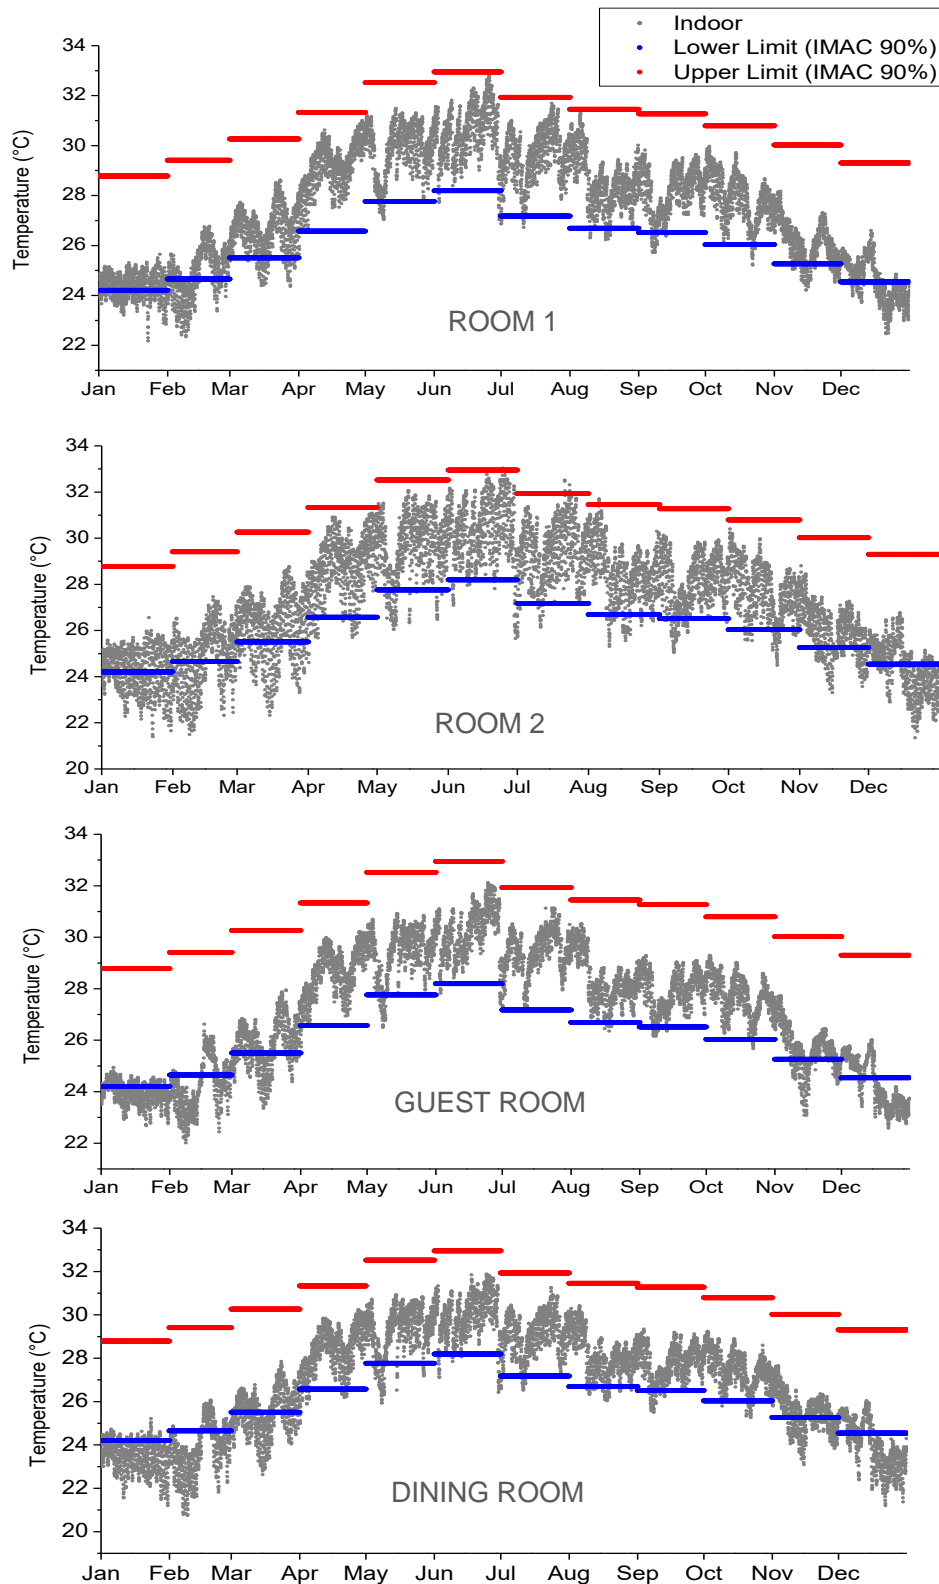 Indoor
Lower Limit (IMAC 90%)
Upper Limit (IMAC 90%)
34
32
30
28
26
24
22
Temperature (°C)
ROOM 1
Jan Feb Mar Apr May Jun Jul Aug Sep Oct Nov Dec
34
32
30
28
26
24
22
20
Temperature (°C)
ROOM 2
Jan Feb Mar Apr May Jun Jul Aug Sep Oct Nov Dec
34
32
30
28
26
24
22
Temperature (°C)
GUEST ROOM
Jan Feb Mar Apr May Jun Jul Aug Sep Oct Nov Dec
34
32
30
28
26
24
22
20
Temperature (°C)
DINING ROOM
Jan Feb Mar Apr May Jun Jul Aug Sep Oct Nov Dec